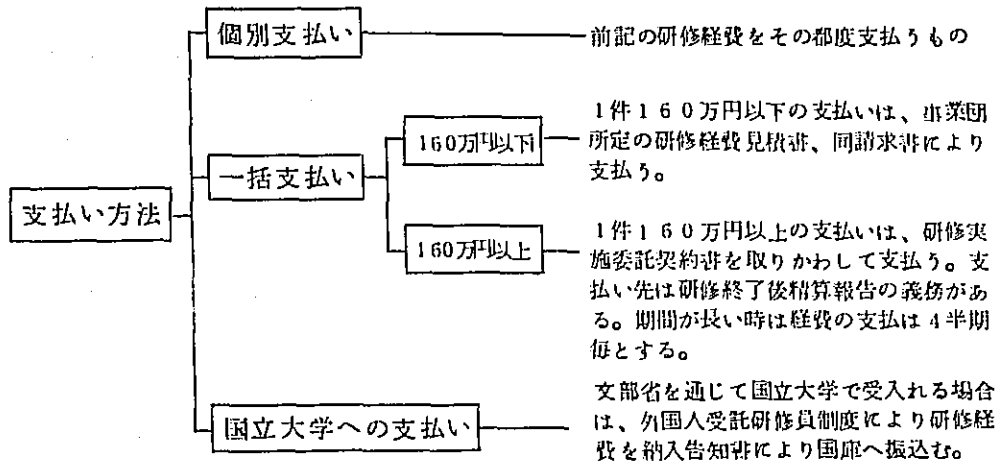 個別支払い
前記の研修経費をその都度支払うもの
支払い方法
一括支払い
160万円以下
1件160万円以下の支払いは、事業団
所定の研修経費見積書、同請求書により
支払う。
160万円以上
1件160万円以上の支払いは、研修実
施委託契約書を取りかわして支払う。支
払い先は研修終了後精算報告の義務があ
る。期間が長い時は経費の支払は4半期
毎とする。
国立大学への支払い
文部省を通じて国立大学で受入れる場合
は、外国人受託研修員制度により研修経
費を納入告知書により国庫へ振込む。